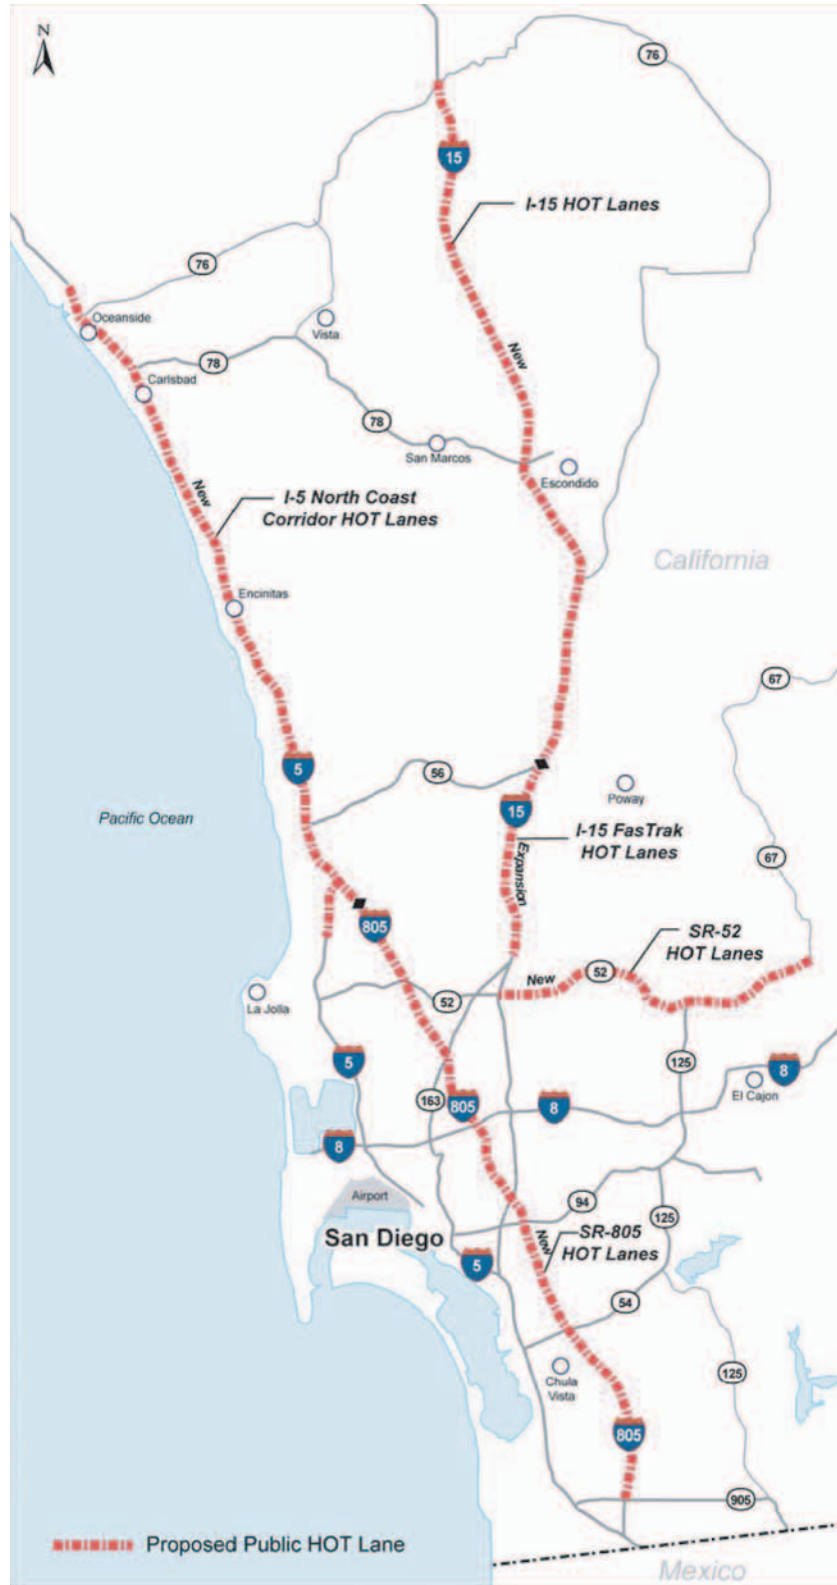 N
76
15
I-15 HOT Lanes
76
Oceanside
Vista
New
78
Carlsbad
78
San Marcos
Escondido
New
I-5 North Coast
Corridor HOT Lanes
California
Encinitas
67
5
56
Poway
15
Pacific Ocean
I-15 FasTrak
HOT Lanes
Expansion
67
805
SR-52
HOT Lanes
New
52
52
La Jolla
5
125
8
El Cajon
163
805
8
8
Airport
94
125
San Diego
New
SR-805
HOT Lanes
5
54
Chula
Vista
125
805
905
Proposed Public HOT Lane
Mexico